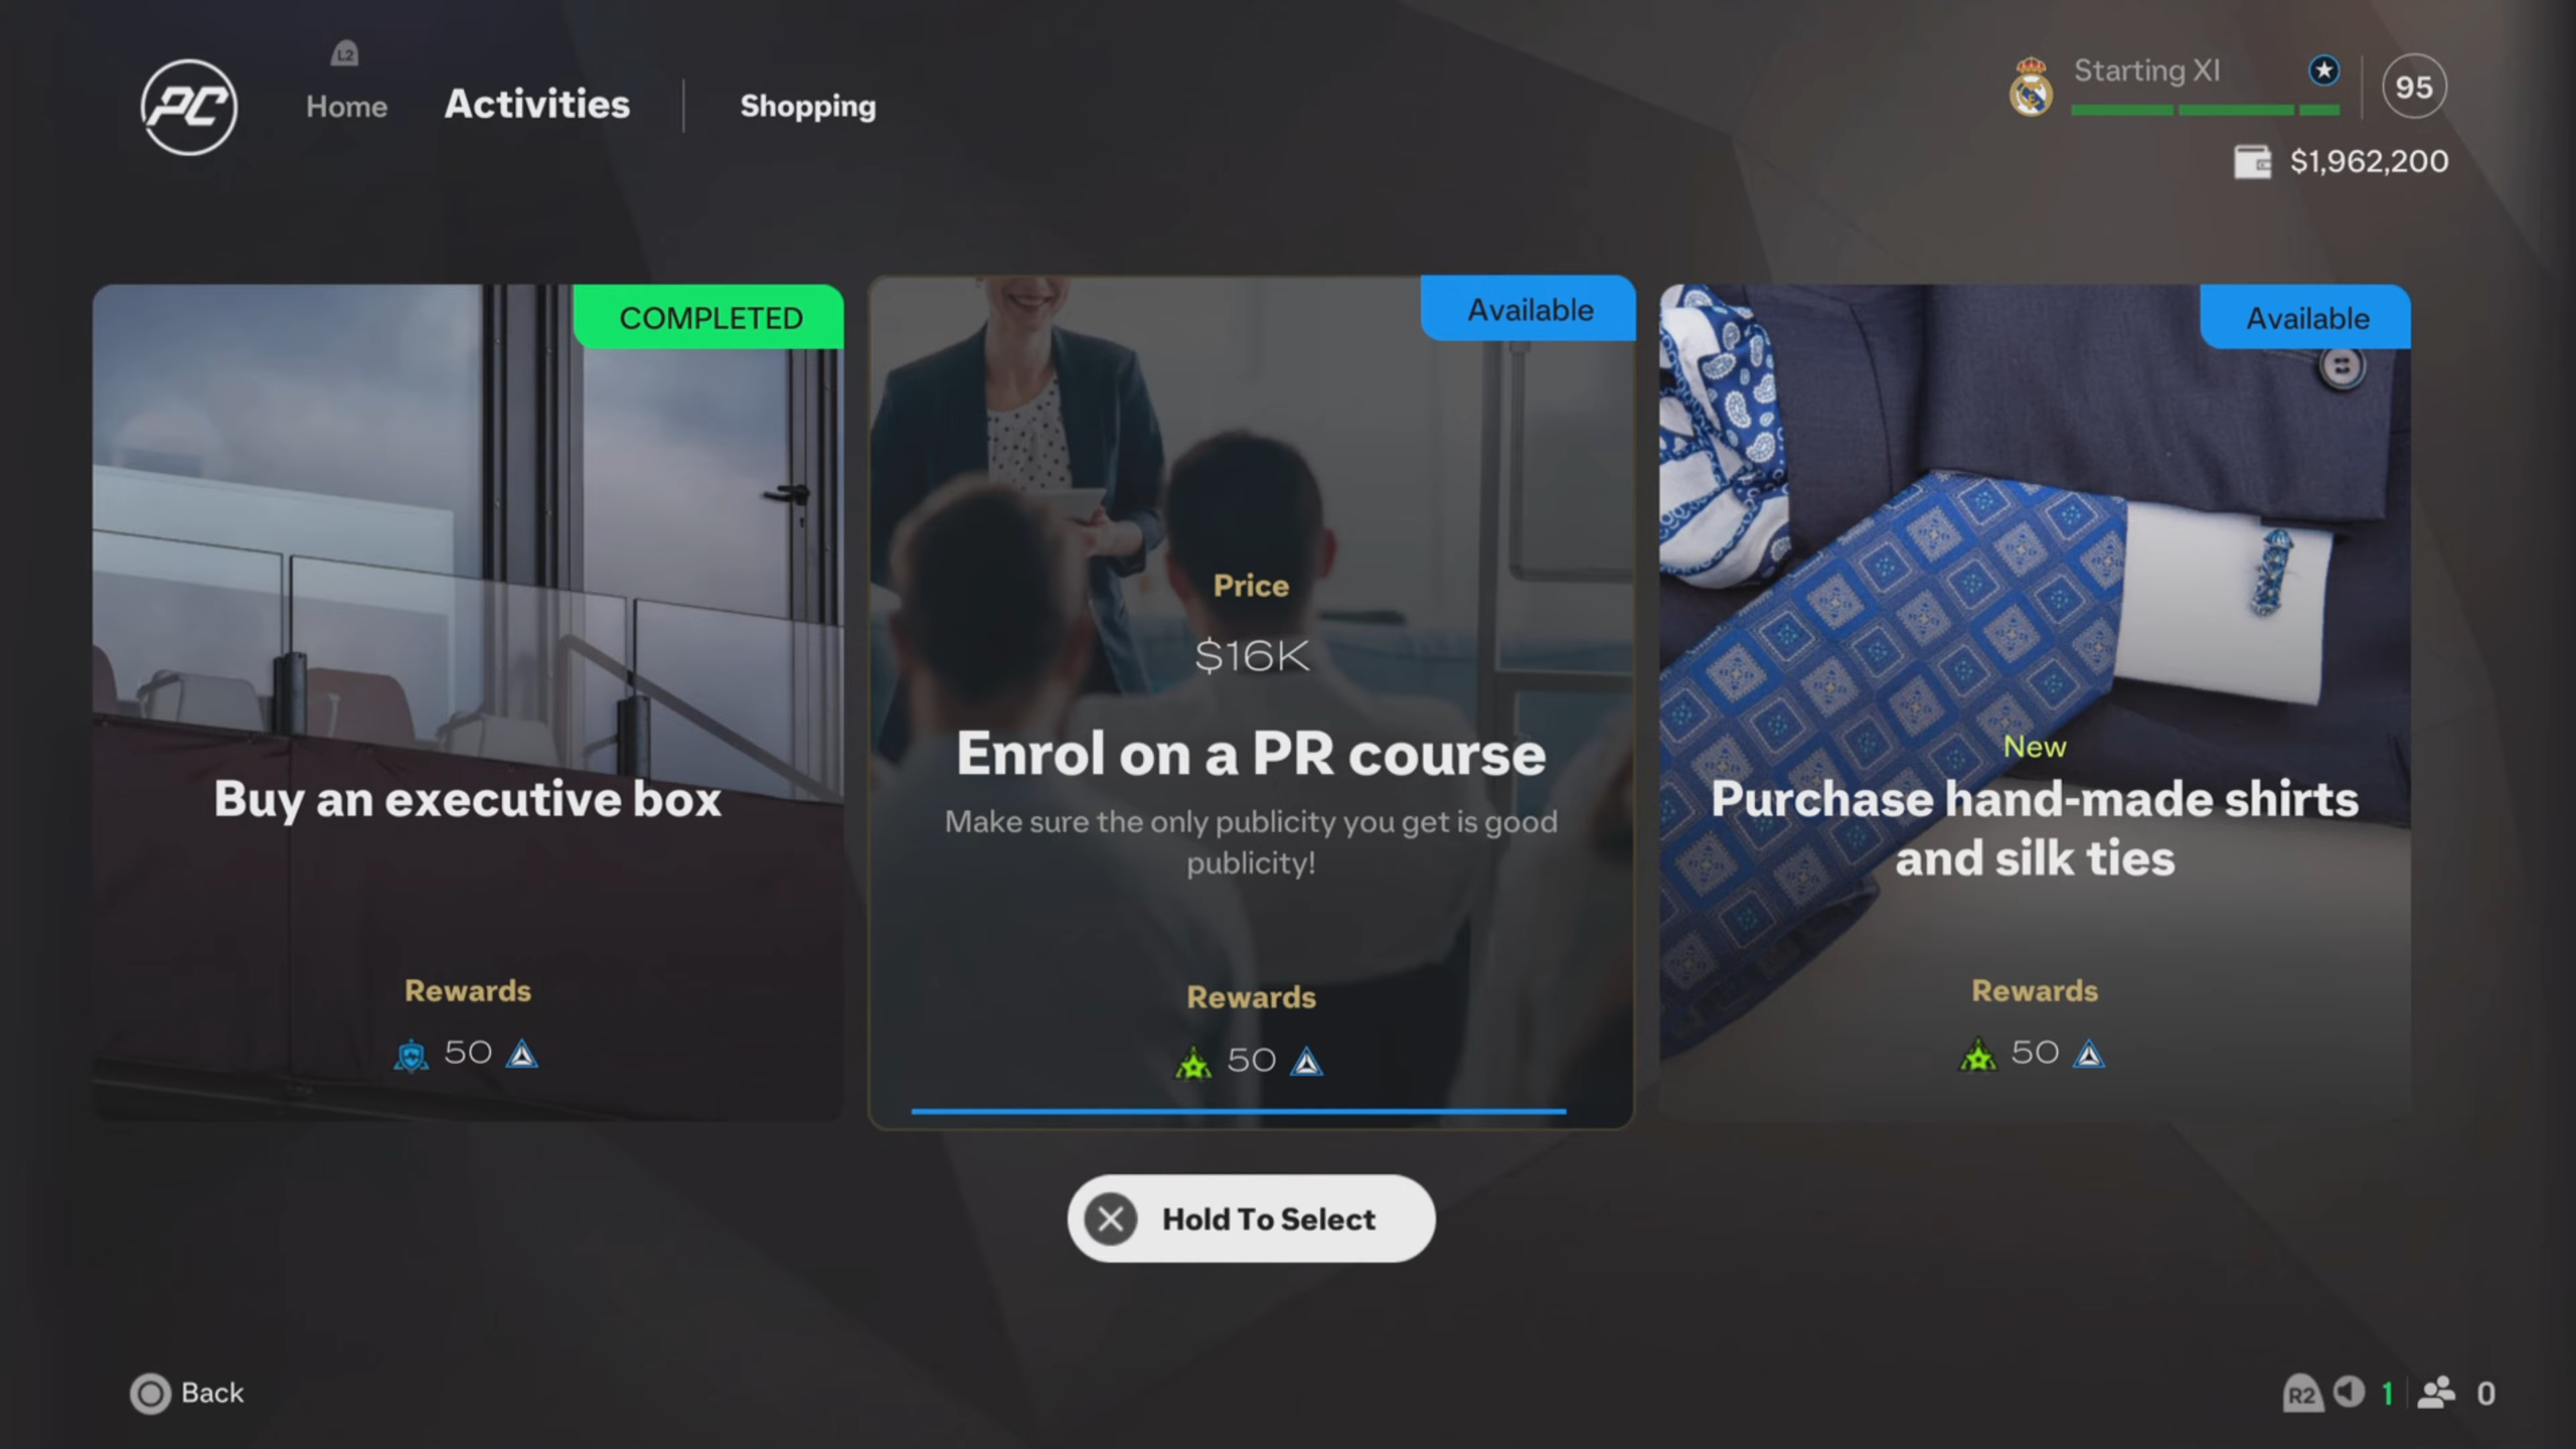 L2
PC
Home
Activities
Shopping
Starting XI
95
$1,962,200
COMPLETED
Buy an executive box
Rewards
50
Available
Price
$16K
Enrol on a PR course
Make sure the only publicity you get is good
publicity!
Rewards
50
Hold To Select
Available
New
Purchase hand-made shirts
and silk ties
Rewards
50
Back
R2
1
0